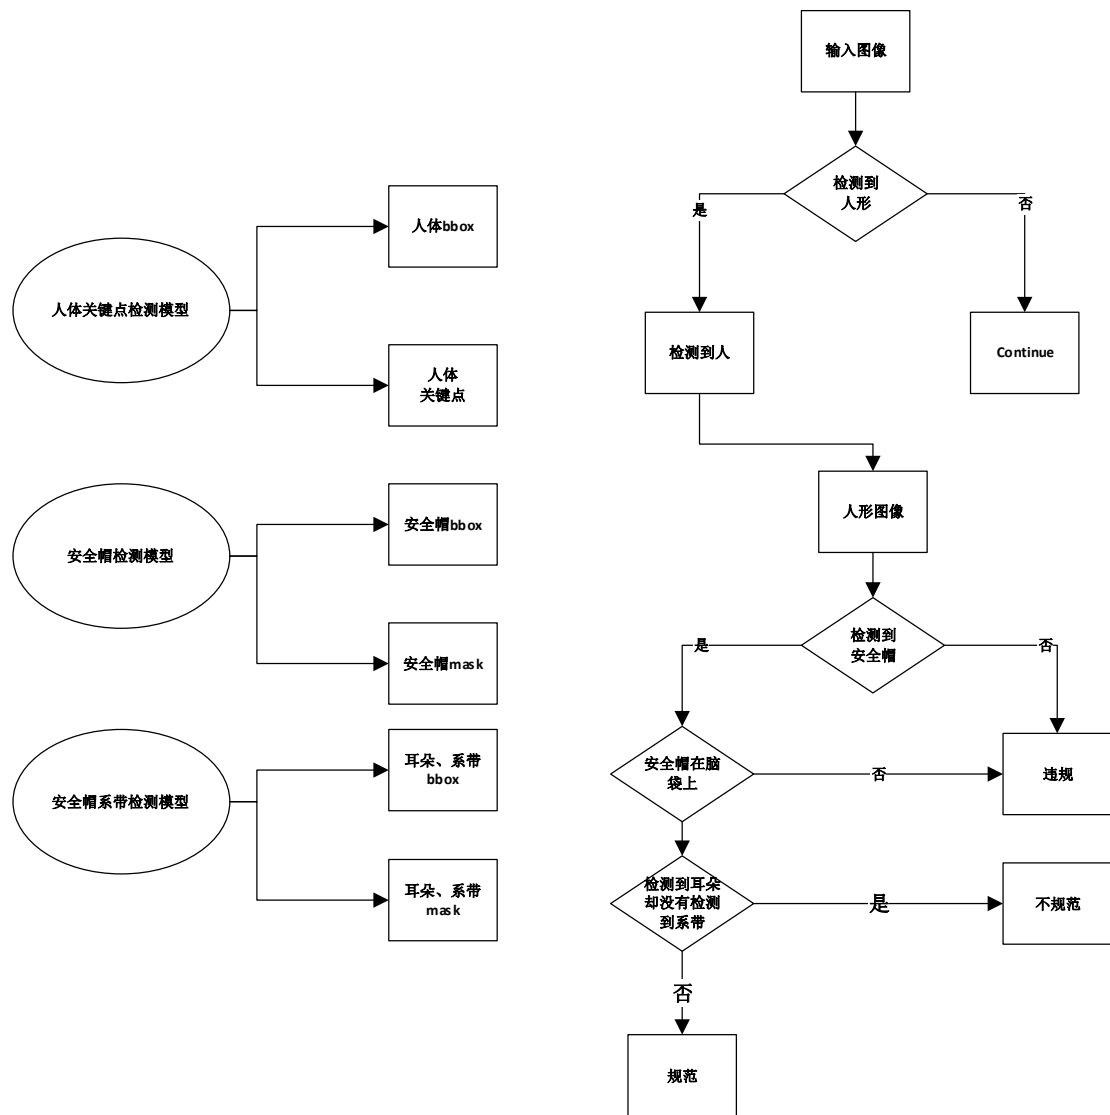 人体关键点检测模型
人体bbox
人体
关键点
安全帽检测模型
安全帽bbox
安全帽mask
安全帽系带检测模型
耳朵、系带
bbox
耳朵、系带
mask
输入图像
检测到
人形
是
否
检测到人
Continue
人形图像
检测到
安全帽
是
否
安全帽在脑
袋上
否
违规
检测到耳朵
却没有检测
到系带
是
不规范
否
规范